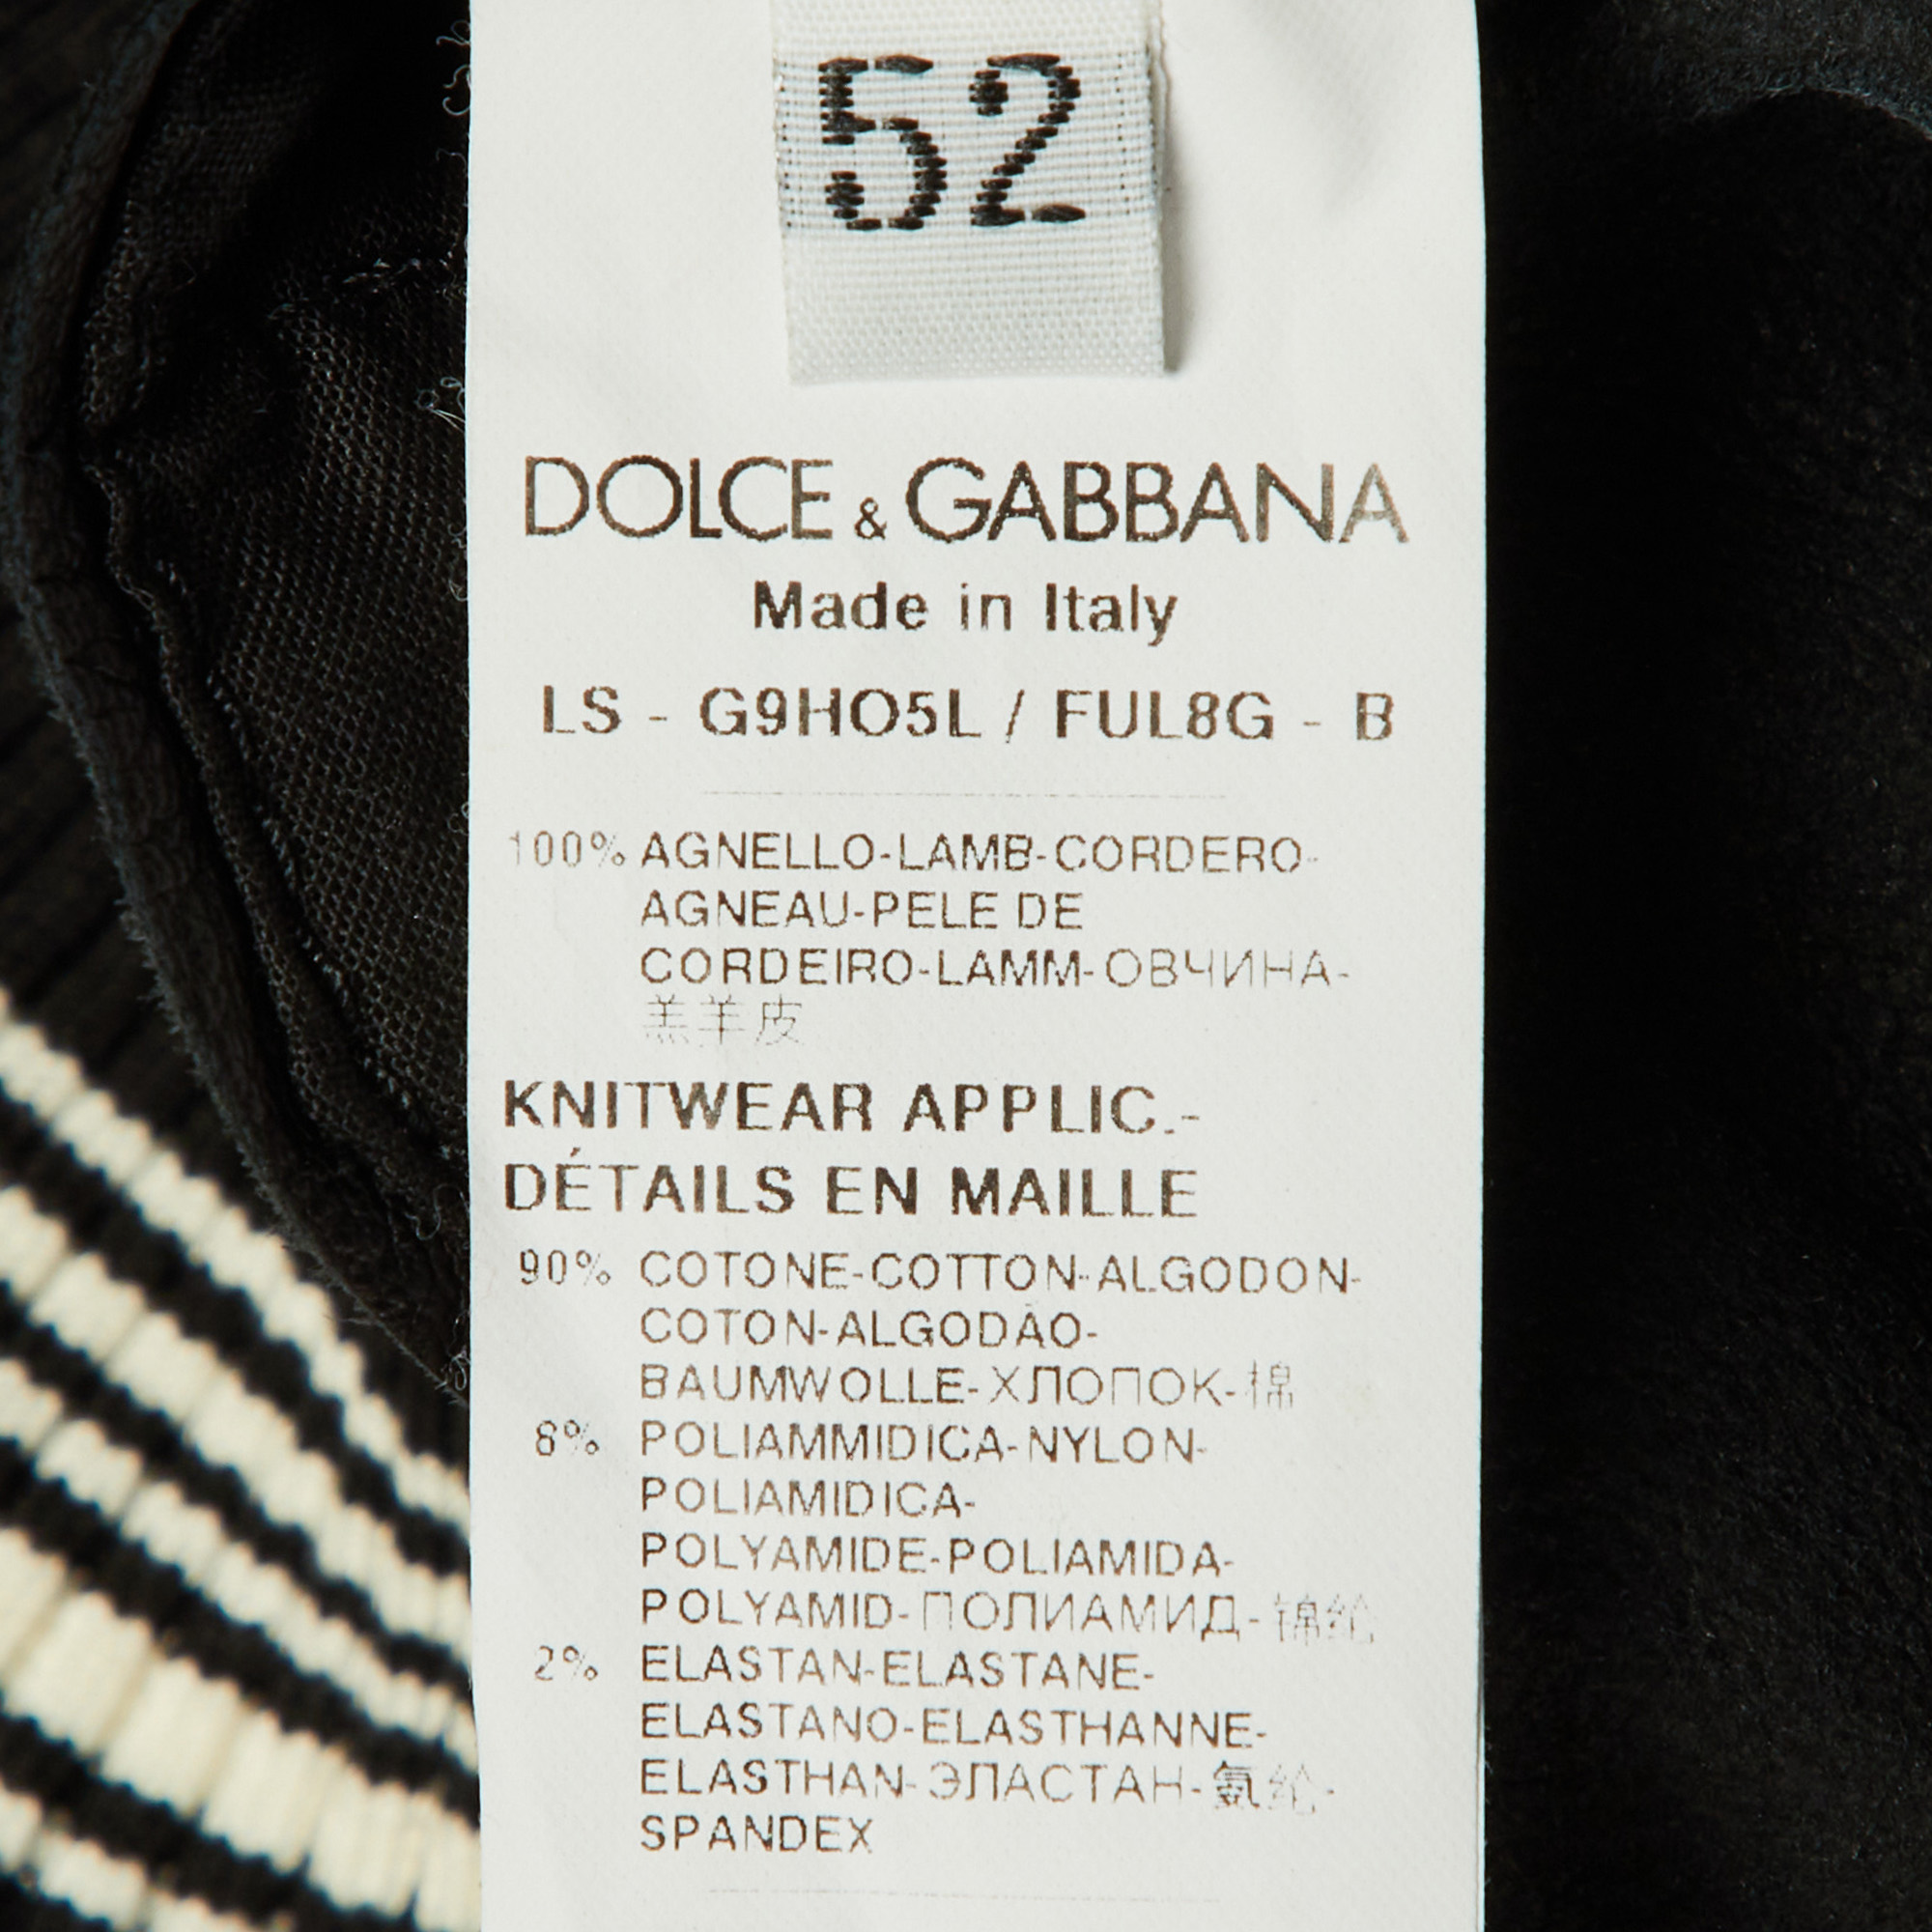 52
DOLCE & GABBANA
Made in Italy
LS - G9HO5L / FUL8G - B
100% AGNELLO-LAMB-CORDERO-
AGNEAU-PELE DE
CORDEIRO-LAMM-ОВЧИНА-
羔羊皮
KNITWEAR APPLIC.-
DÉTAILS EN MAILLE
90% COTONE-COTTON-ALGODON-
COTON-ALGODÃO-
BAUMWOLLE-ХЛОПОК-棉
8% POLIAMMIDICA-NYLON-
POLIAMIDICA-
POLYAMIDE-POLIAMIDA-
POLYAMID-ПОЛИАМИД-锦纶
2% ELASTAN-ELASTANE-
ELASTANO-ELASTHANNE-
ELASTHAN-ЭЛАСТАН-氨纶-
SPANDEX